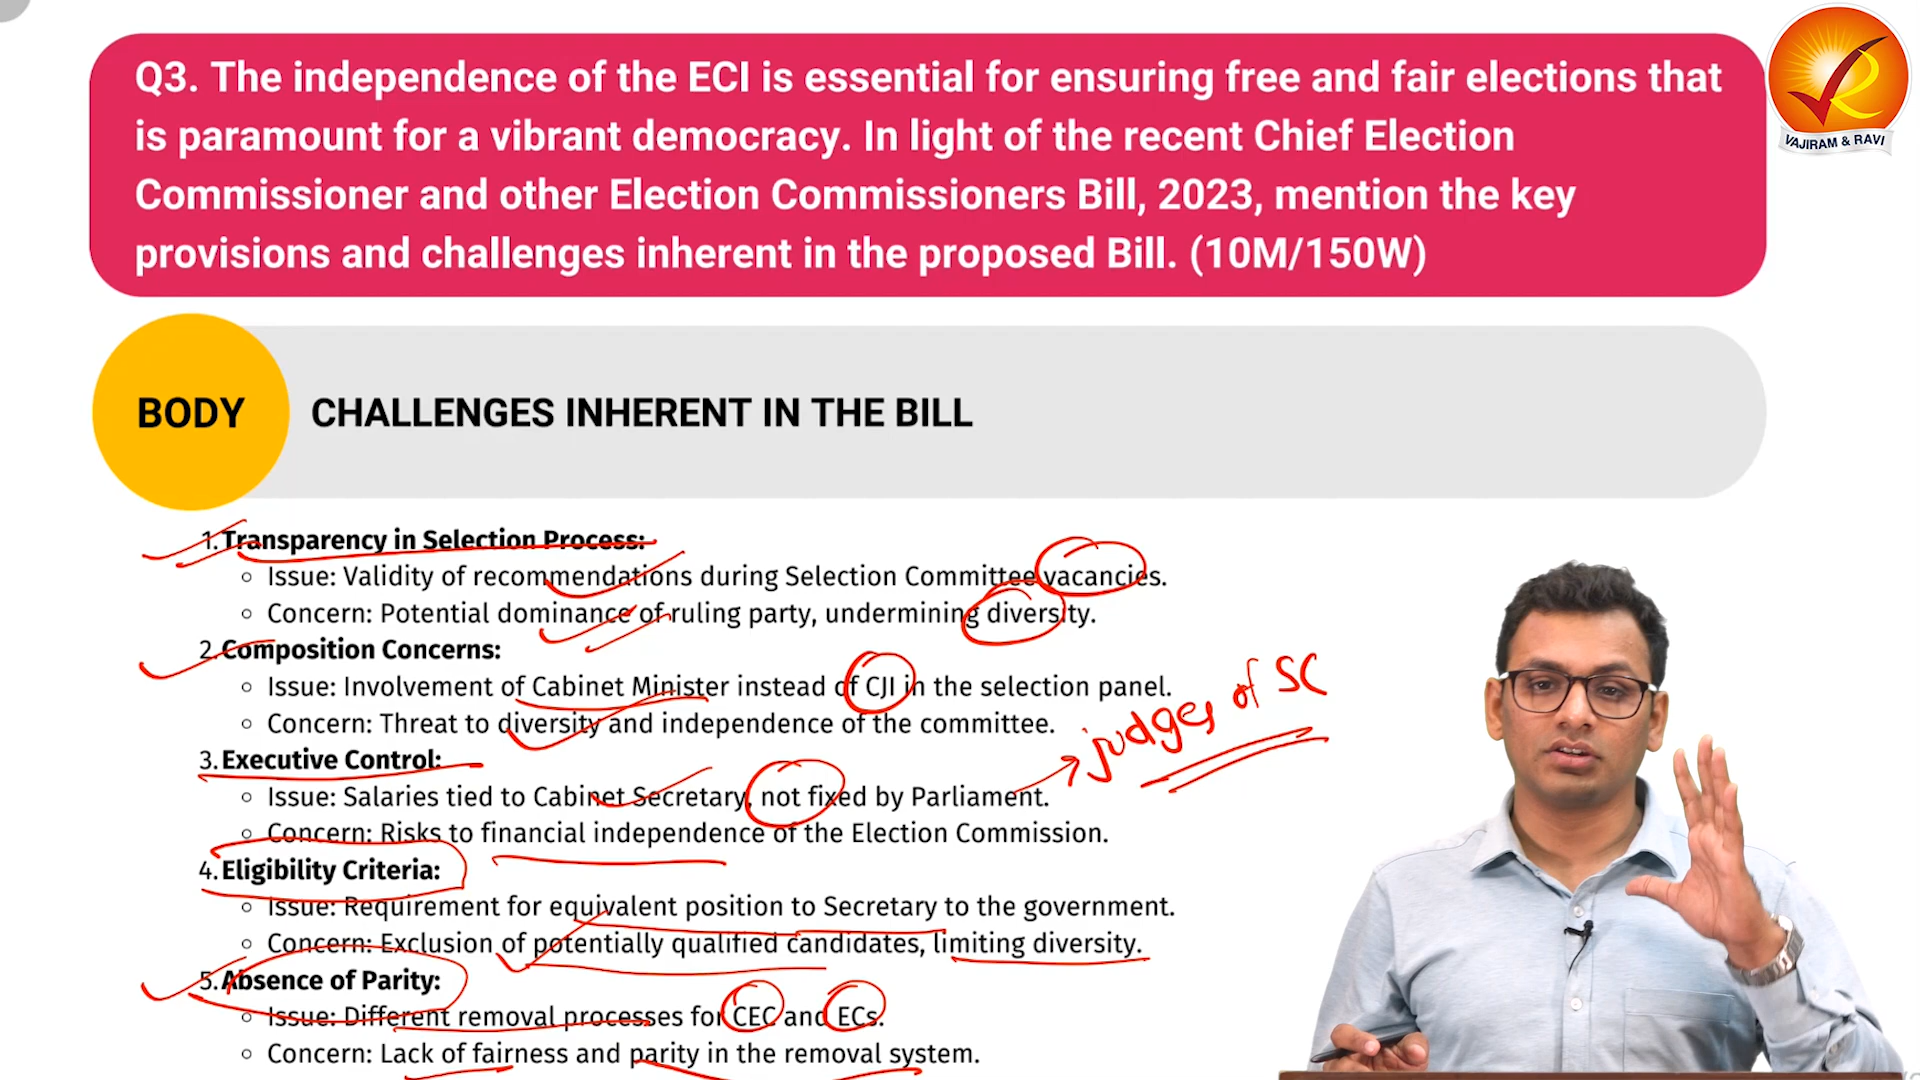 Q3. The independence of the ECI is essential for ensuring free and fair elections that
is paramount for a vibrant democracy. In light of the recent Chief Election
Commissioner and other Election Commissioners Bill, 2023, mention the key
provisions and challenges inherent in the proposed Bill. (10M/150W)
VAJIRAM & RAVI
BODY
CHALLENGES INHERENT IN THE BILL
1. Transparency in Selection Process:
Issue: Validity of recommendations during Selection Committee vacancies.
Concern: Potential dominance of ruling party, undermining diversity.
2. Composition Concerns:
Issue: Involvement of Cabinet Minister instead of CJI in the selection panel.
Concern: Threat to diversity and independence of the committee.
judges of SC
3. Executive Control:
Issue: Salaries tied to Cabinet Secretary, not fixed by Parliament.
Concern: Risks to financial independence of the Election Commission.
4. Eligibility Criteria:
Issue: Requirement for equivalent position to Secretary to the government.
Concern: Exclusion of potentially qualified candidates, limiting diversity.
5. Absence of Parity:
Issue: Different removal processes for CEC and ECs.
Concern: Lack of fairness and parity in the removal system.